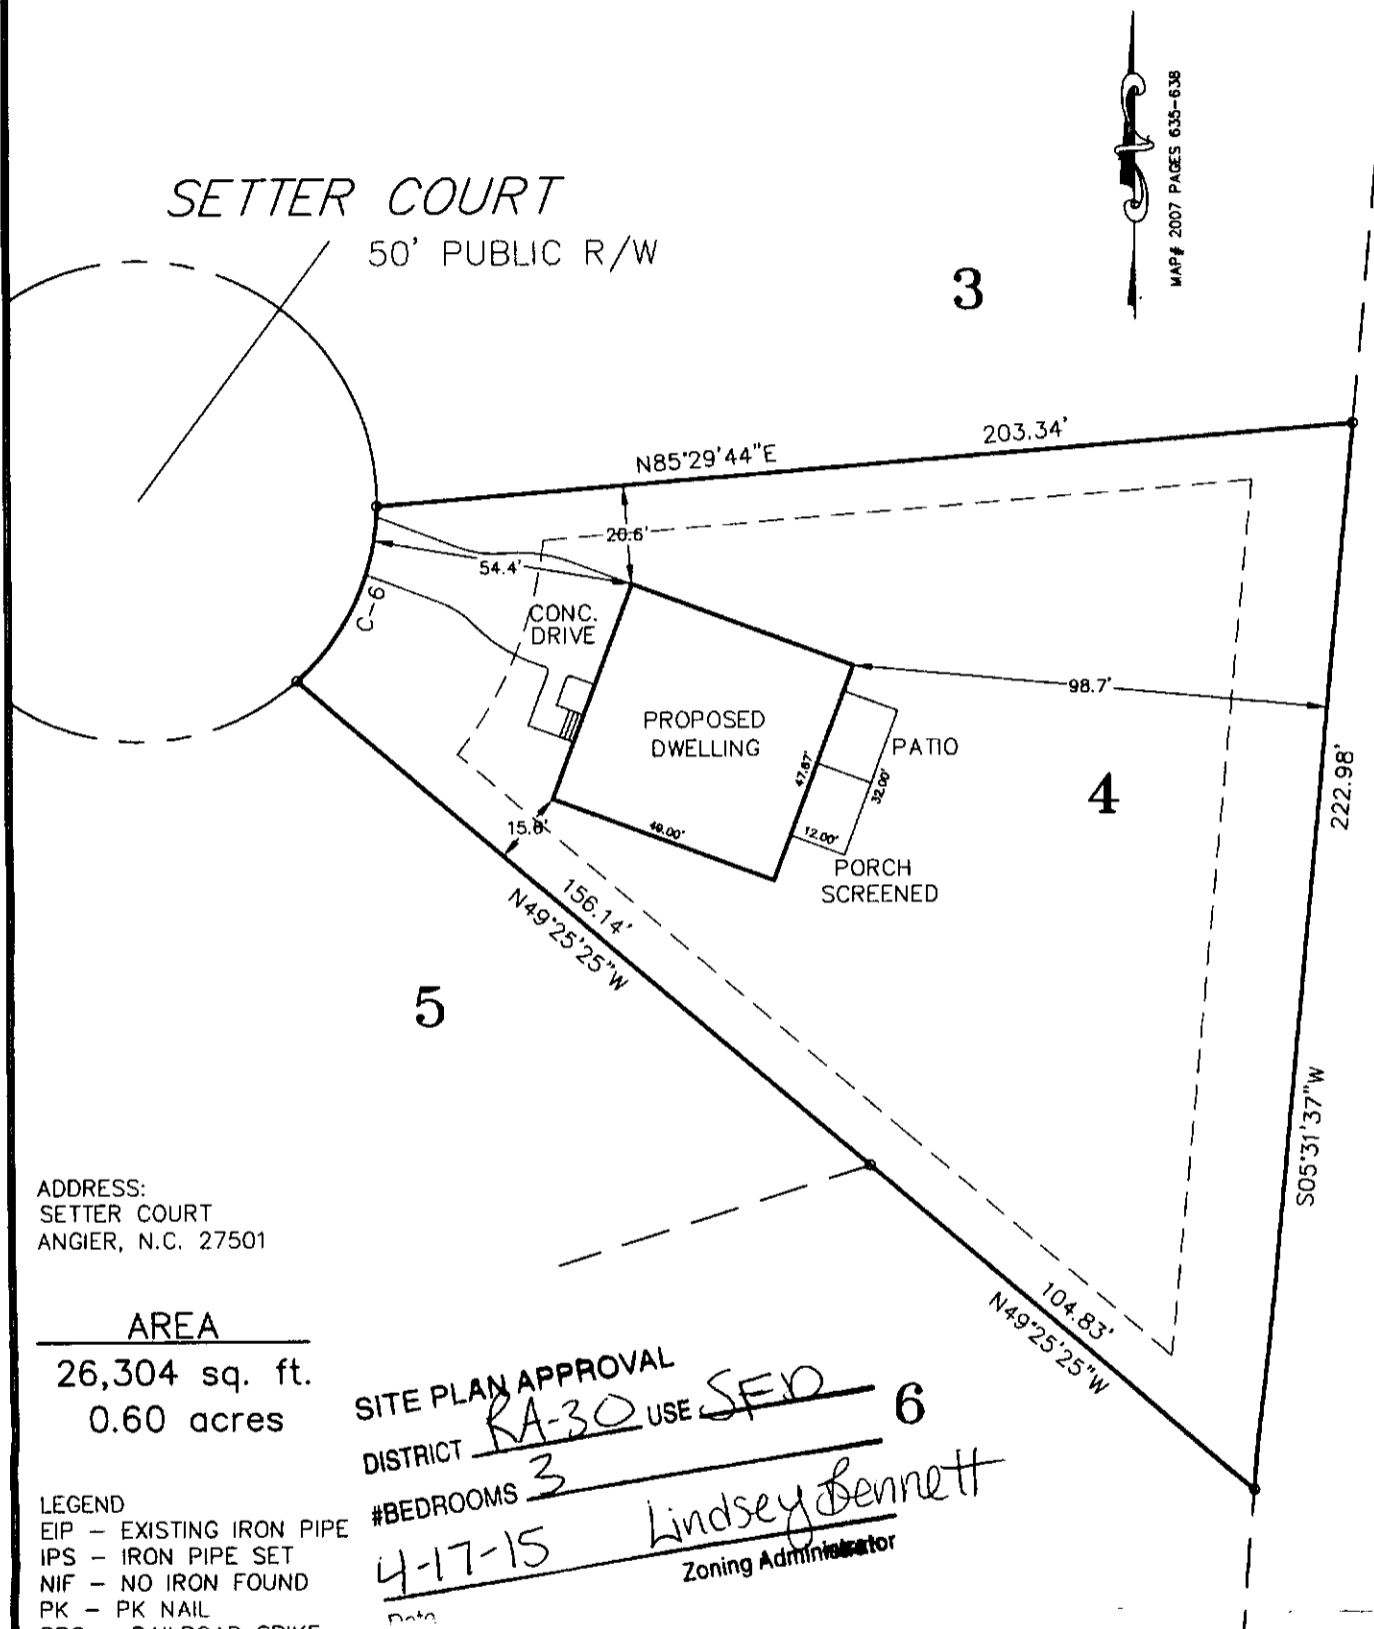 MAP# 2007 PAGES 635-638
SETTER COURT
50' PUBLIC R/W
3
203.34'
N85°29'44"E
20.6'
54.4'
C-6
CONC.
DRIVE
98.7'
PROPOSED
DWELLING
PATIO
47.67'
32.00'
4
222.98'
15.6'
49.00'
12.00'
PORCH
SCREENED
156.14'
N49°25'25"W
5
S05°31'37"W
ADDRESS:
SETTER COURT
ANGIER, N.C. 27501
104.83'
N49°25'25"W
AREA
26,304 sq. ft.
0.60 acres
SITE PLAN APPROVAL
DISTRICT RA-30 USE SFD
6
#BEDROOMS 3
4-17-15 Lindsey Bennett
Zoning Administrator
Date
LEGEND
EIP - EXISTING IRON PIPE
IPS - IRON PIPE SET
NIF - NO IRON FOUND
PK - PK NAIL